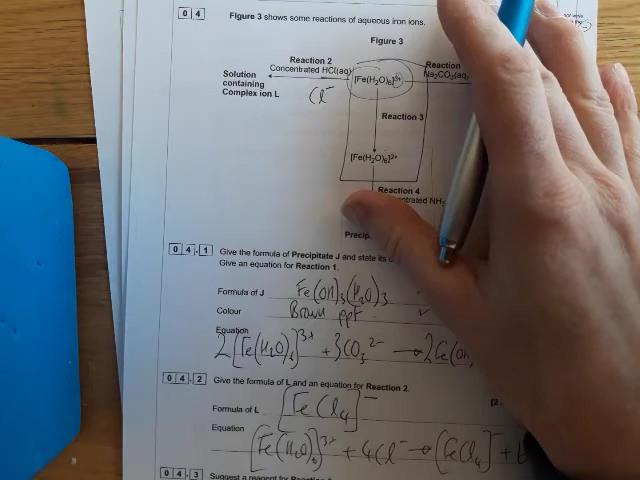 0 4 Figure 3 shows some reactions of aqueous iron ions.
Figure 3
Reaction 2 Reaction
Concentrated HCl(aq) [Fe(H₂O)₆]³⁺ Na₂CO₃(aq)
Solution containing Complex ion L
Cl⁻
Reaction 3
[Fe(H₂O)₆]²⁺
Reaction 4
NH₃
0 4 . 1 Give the formula of Precipitate J and state its
Give an equation for Reaction 1.
Formula of J Fe(OH)₃(H₂O)₃
Colour Brown ppt ✓
Equation
2[Fe(H₂O)₆]³⁺ + 3CO₃²⁻ → 2Fe(OH
0 4 . 2 Give the formula of L and an equation for Reaction 2.
Formula of L [FeCl₄]⁻
Equation
[Fe(H₂O)₆]³⁺ + 4Cl⁻ → [FeCl₄]⁻ +
0 4 . 3 Suggest a reagent for Reaction